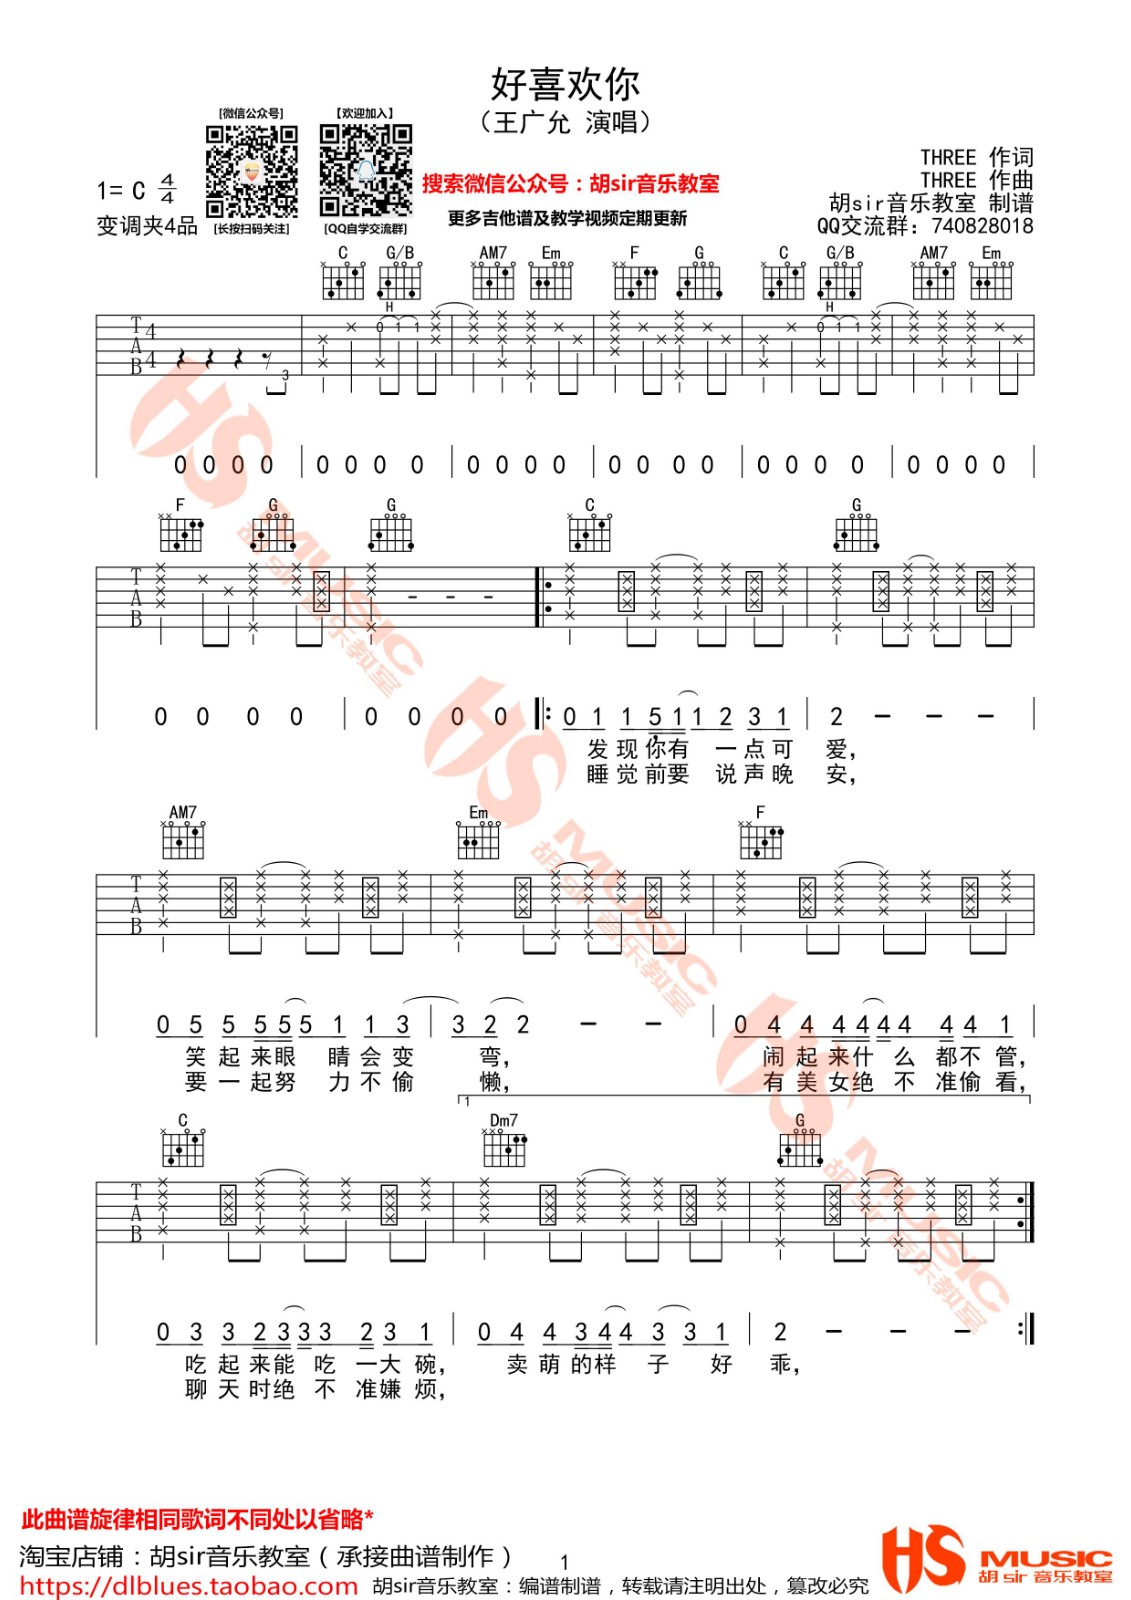 好喜欢你
（王广允 演唱）
[微信公众号]
【欢迎加入】
[长按扫码关注]
[QQ自学交流群]
搜索微信公众号：胡sir音乐教室
更多吉他谱及教学视频定期更新
1= C 4/4
变调夹4品
THREE 作词
THREE 作曲
胡sir音乐教室 制谱
QQ交流群：740828018
C G/B AM7 Em F G C G/B AM7 Em
H H
T A B 4 4 3 0 1 1 0 1 1
0 0 0 0 0 0 0 0 0 0 0 0 0 0 0 0 0 0 0 0 0 0 0 0
F G G C G
T A B
0 0 0 0 0 0 0 0 0 1 1 5 1 1 2 3 1 2 - - -
发现你有 一点可 爱，
睡觉前要 说声晚 安，
AM7 Em F
T A B
0 5 5 5 5 5 1 1 3 3 2 2 - - 0 4 4 4 4 4 4 4 4 1
笑起来眼 睛会变 弯， 闹起来什么都不管，
要一起努 力不偷 懒， 有美女绝不准偷看，
1
C Dm7 G
T A B
0 3 3 2 3 3 3 2 3 1 0 4 4 3 4 4 3 3 1 2 - - -
吃起来能 吃 一大碗， 卖萌的样 子 好 乖，
聊天时绝 不 准嫌烦，
此曲谱旋律相同歌词不同处以省略*
淘宝店铺：胡sir音乐教室（承接曲谱制作）
1
https://dlblues.taobao.com
胡sir音乐教室：编谱制谱，转载请注明出处，篡改必究
HS MUSIC
胡 sir 音乐教室